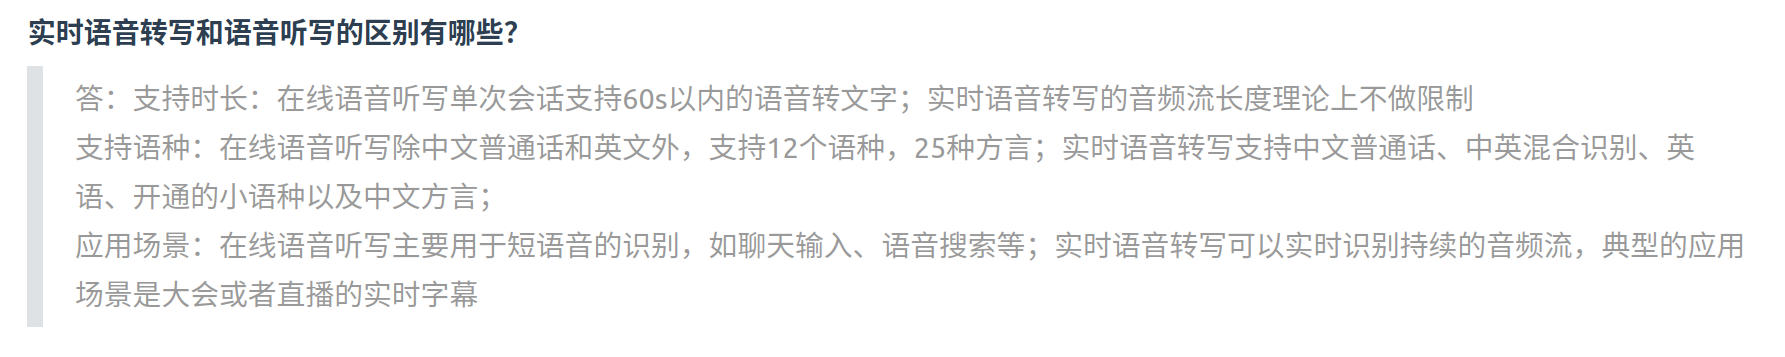 实时语音转写和语音听写的区别有哪些？
答：支持时长：在线语音听写单次会话支持60s以内的语音转文字；实时语音转写的音频流长度理论上不做限制
支持语种：在线语音听写除中文普通话和英文外，支持12个语种，25种方言；实时语音转写支持中文普通话、中英混合识别、英
语、开通的小语种以及中文方言；
应用场景：在线语音听写主要用于短语音的识别，如聊天输入、语音搜索等；实时语音转写可以实时识别持续的音频流，典型的应用
场景是大会或者直播的实时字幕